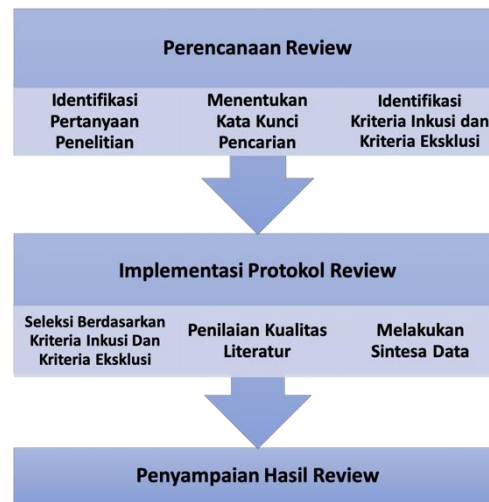 Perencanaan Review
Identifikasi
Pertanyaan
Penelitian
Menentukan
Kata Kunci
Pencarian
Identifikasi
Kriteria Inkusi dan
Kriteria Eksklusi
Implementasi Protokol Review
Seleksi Berdasarkan
Kriteria Inkusi Dan
Kriteria Eksklusi
Penilaian Kualitas
Literatur
Melakukan
Sintesa Data
Penyampaian Hasil Review